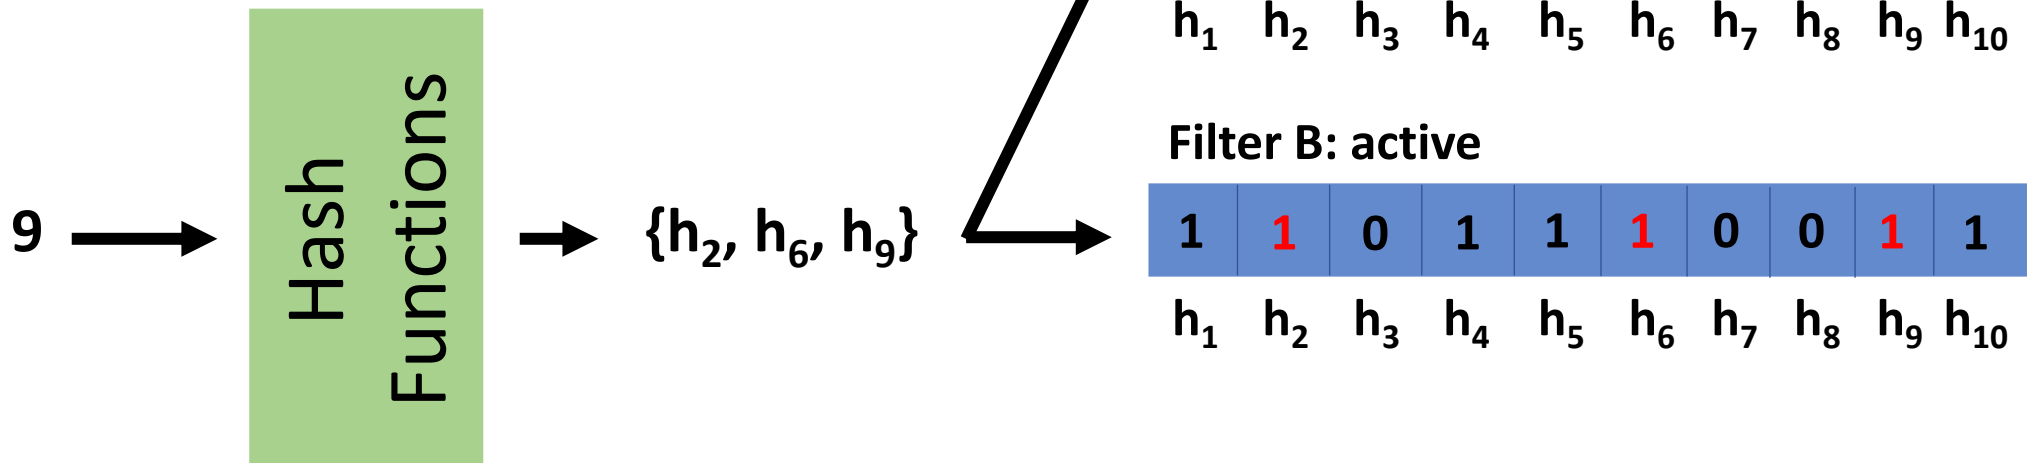 h1 h2 h3 h4 h5 h6 h7 h8 h9 h10
Filter B: active
9
Hash
Functions
{h2, h6, h9}
1 1 0 1 1 1 0 0 1 1
h1 h2 h3 h4 h5 h6 h7 h8 h9 h10